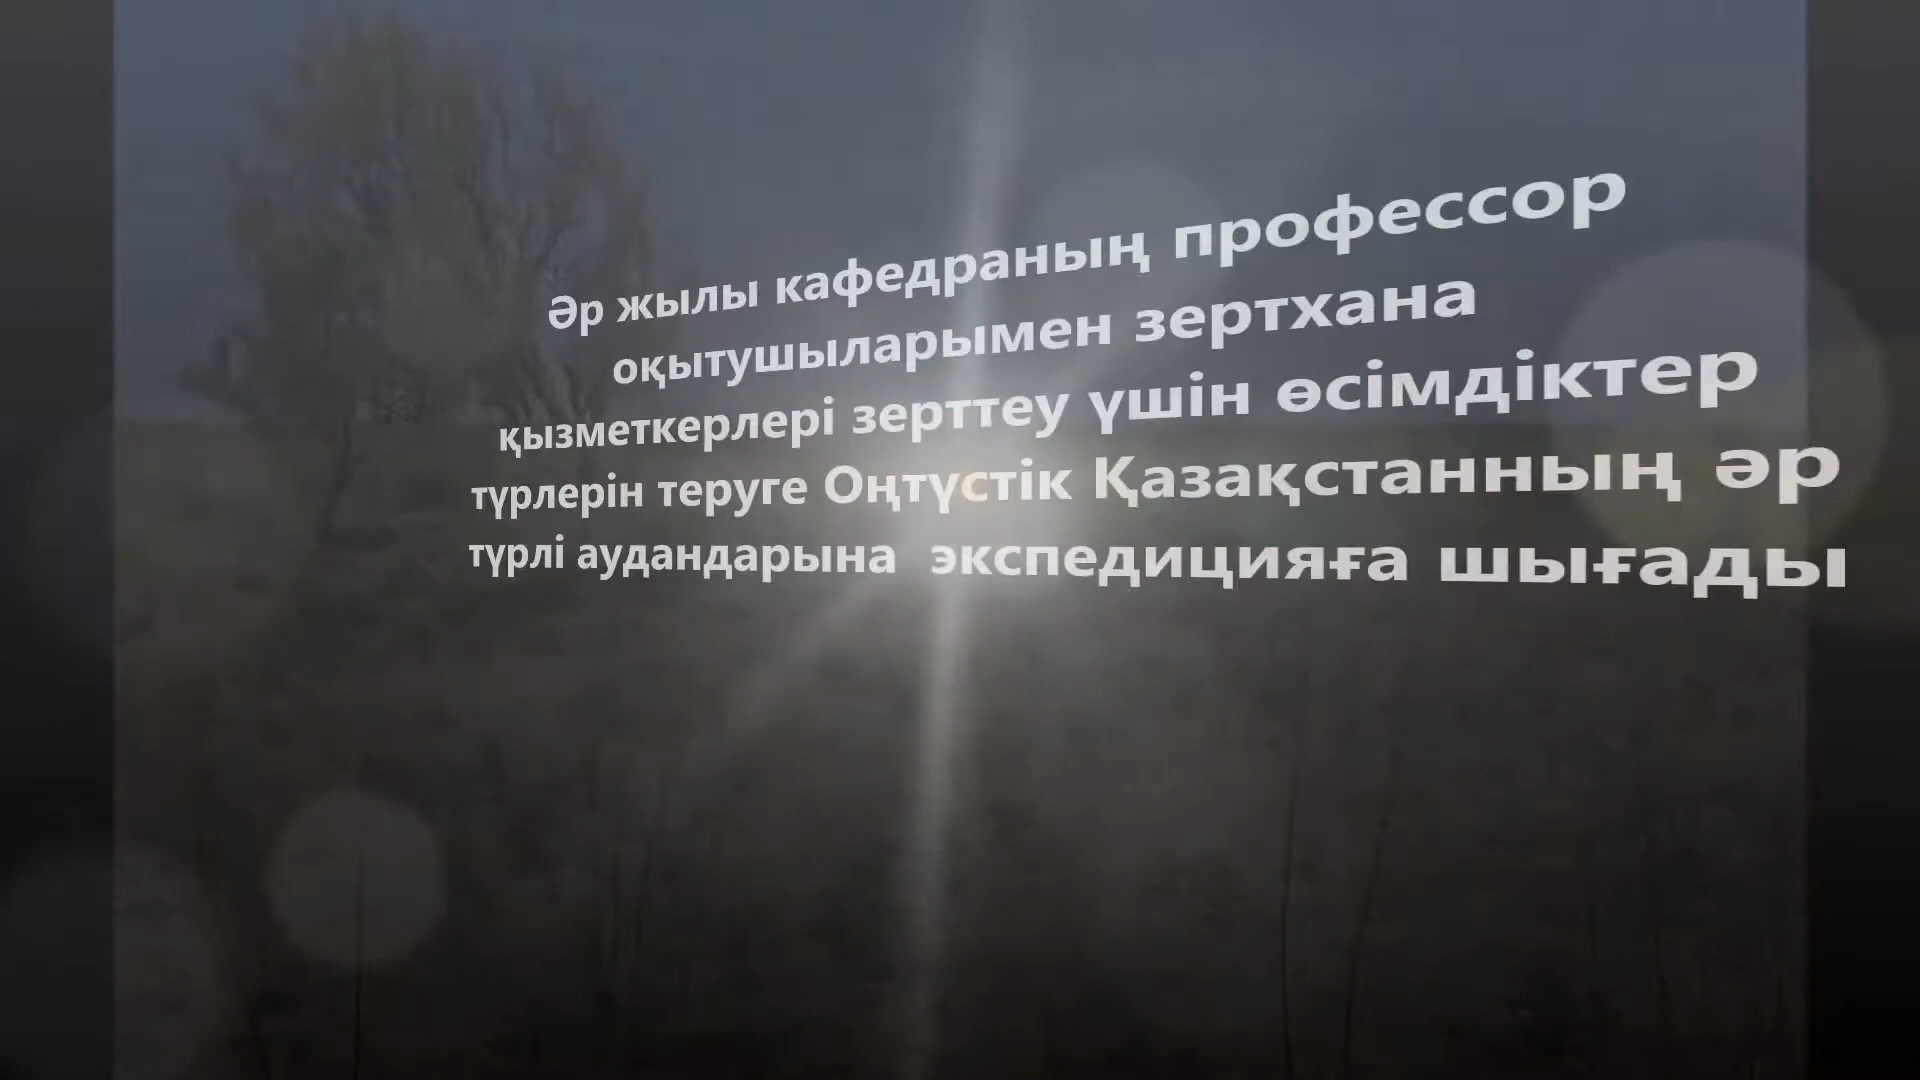 Әр жылы кафедраның профессор
оқытушыларымен зертхана
қызметкерлері зерттеу үшін өсімдіктер
түрлерін теруге Оңтүстік Қазақстанның әр
түрлі аудандарына экспедицияға шығады